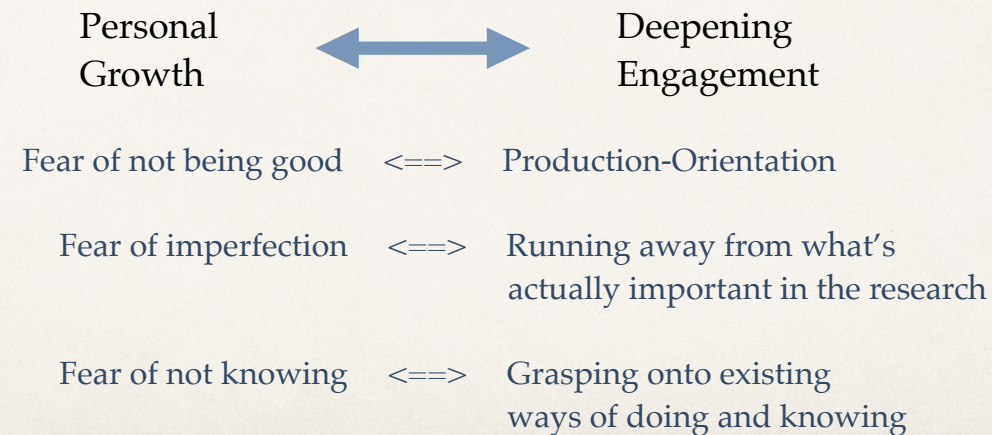 Personal Growth
Deepening Engagement
Fear of not being good <==> Production-Orientation
Fear of imperfection <==> Running away from what's
actually important in the research
Fear of not knowing <==> Grasping onto existing
ways of doing and knowing